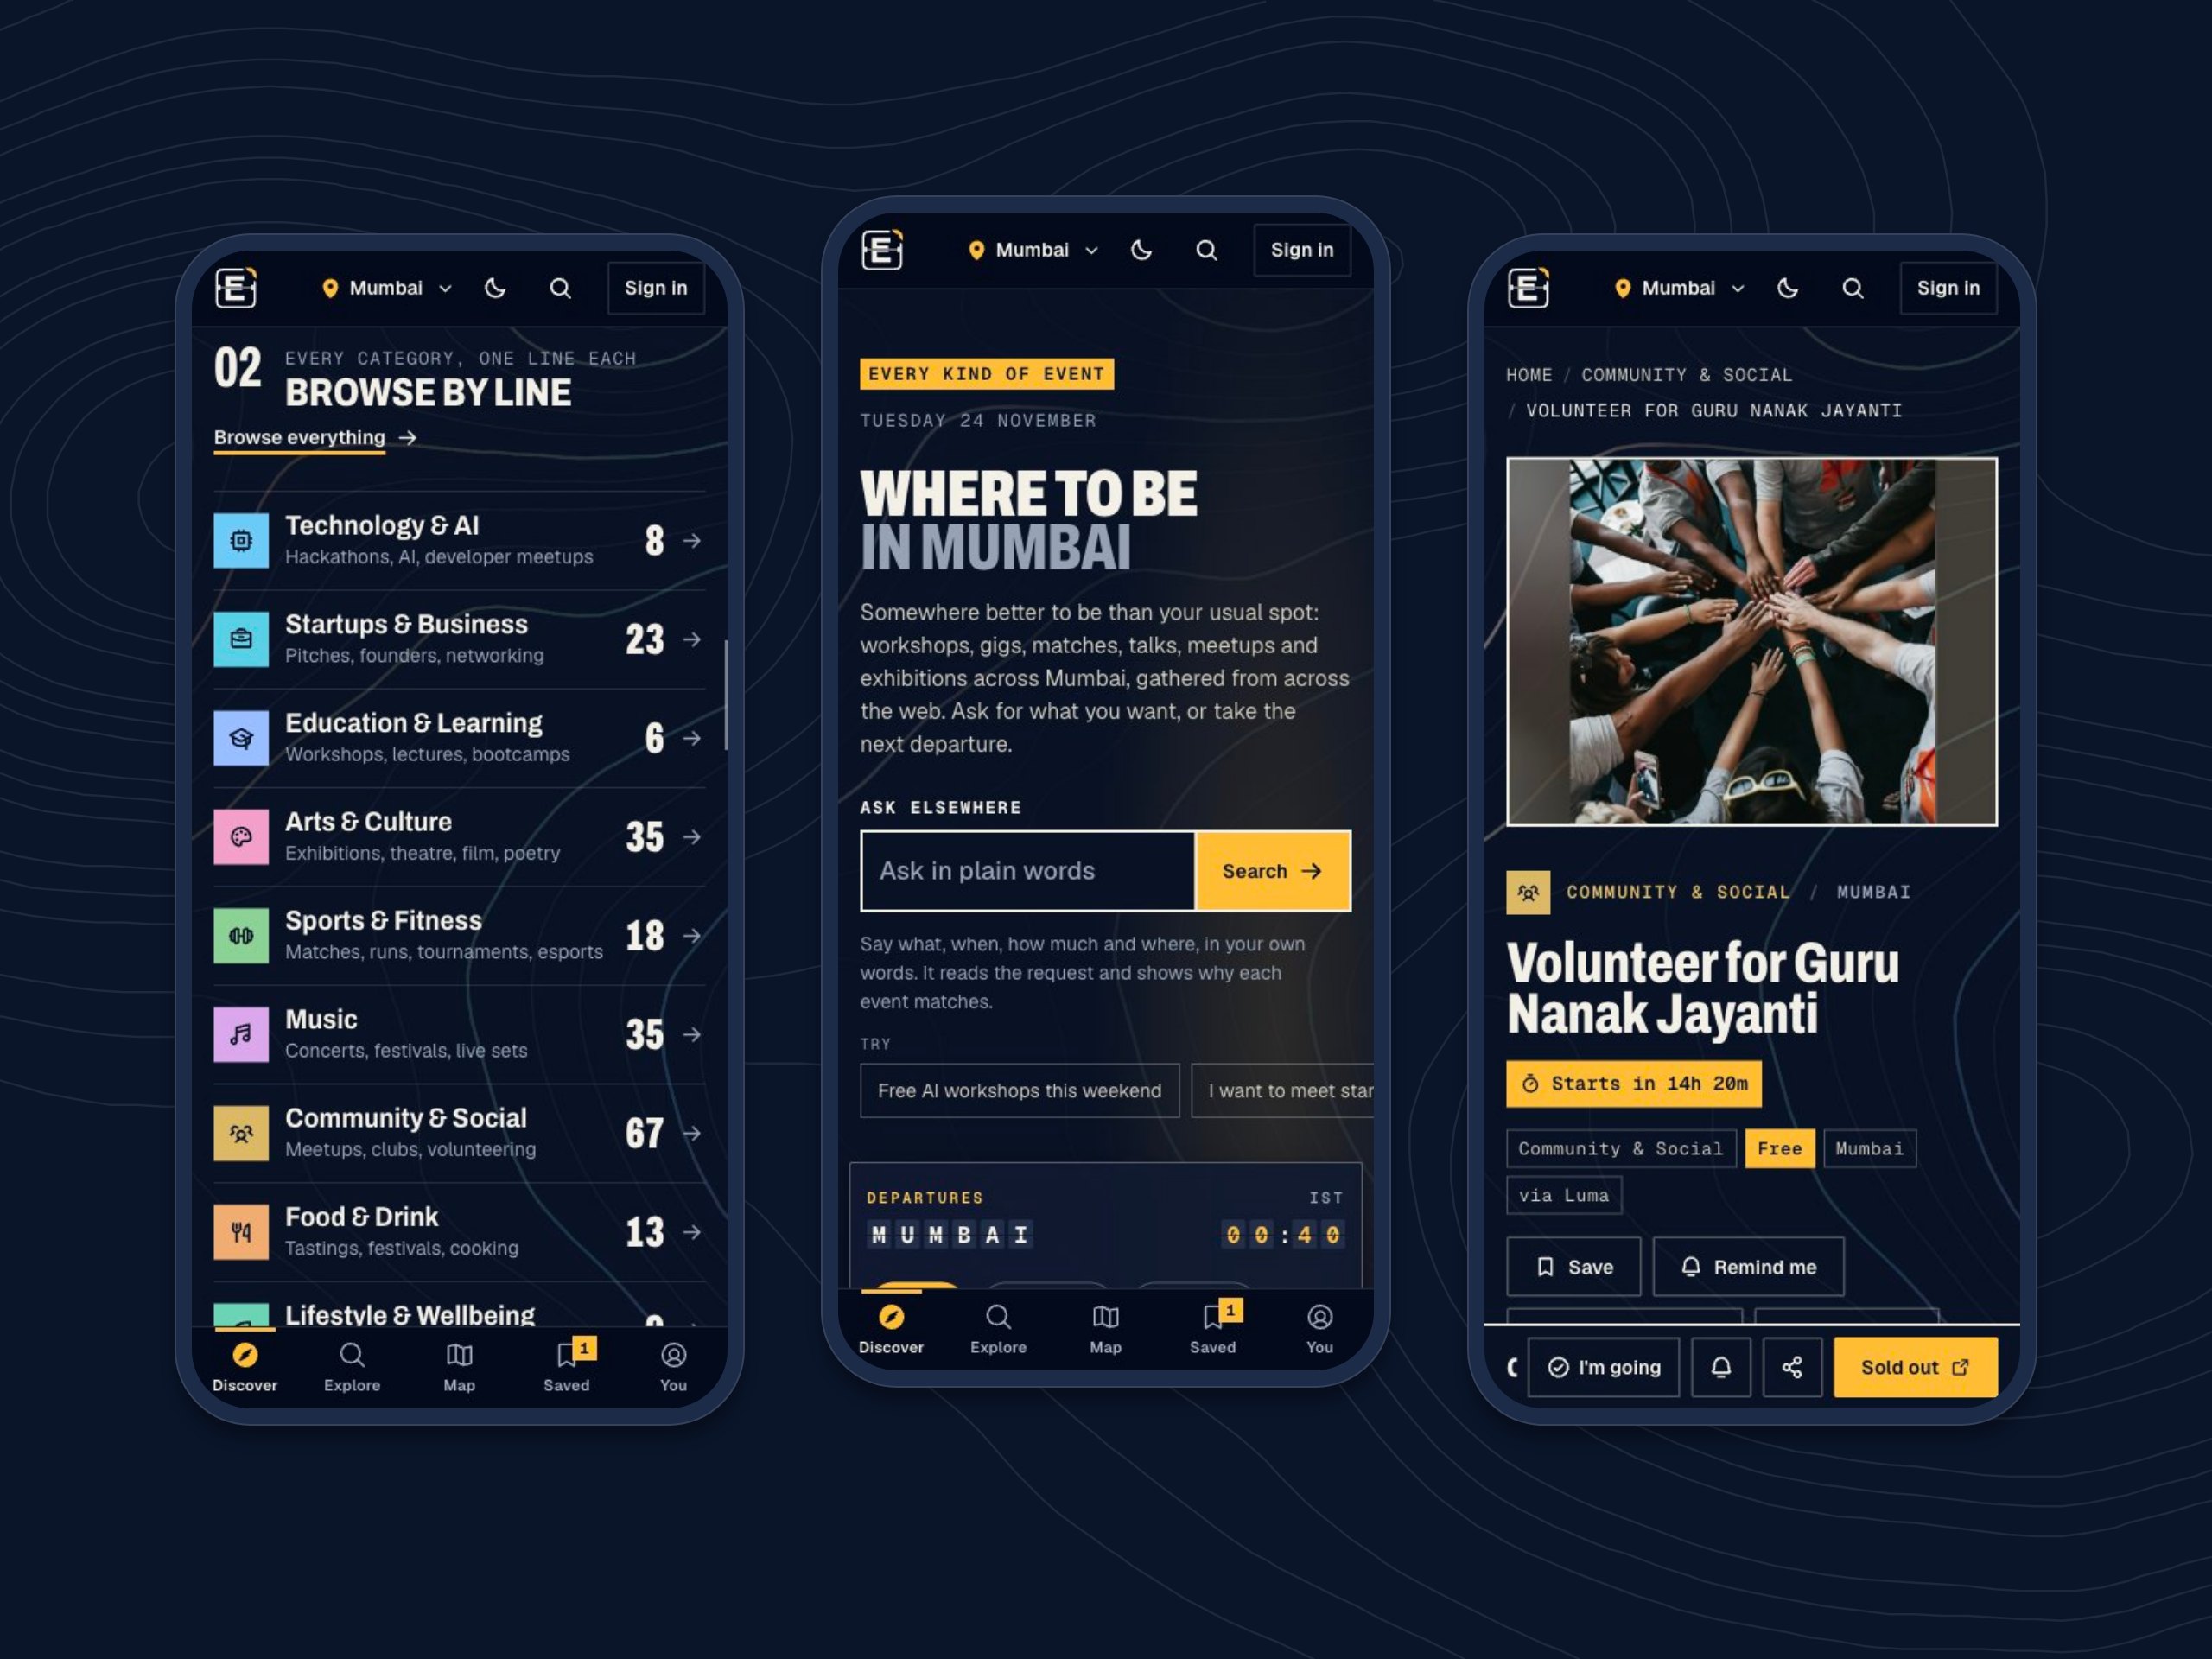 E
Mumbai
Sign in
02
EVERY CATEGORY, ONE LINE EACH
BROWSE BY LINE
Browse everything →
Technology & AI
Hackathons, AI, developer meetups
8 →
Startups & Business
Pitches, founders, networking
23 →
Education & Learning
Workshops, lectures, bootcamps
6 →
Arts & Culture
Exhibitions, theatre, film, poetry
35 →
Sports & Fitness
Matches, runs, tournaments, esports
18 →
Music
Concerts, festivals, live sets
35 →
Community & Social
Meetups, clubs, volunteering
67 →
Food & Drink
Tastings, festivals, cooking
13 →
Lifestyle & Wellbeing
Discover
Explore
Map
1
Saved
You
E
Mumbai
Sign in
EVERY KIND OF EVENT
TUESDAY 24 NOVEMBER
WHERE TO BE
IN MUMBAI
Somewhere better to be than your usual spot:
workshops, gigs, matches, talks, meetups and
exhibitions across Mumbai, gathered from across
the web. Ask for what you want, or take the
next departure.
ASK ELSEWHERE
Ask in plain words
Search →
Say what, when, how much and where, in your own
words. It reads the request and shows why each
event matches.
TRY
Free AI workshops this weekend
I want to meet star
DEPARTURES
IST
MUMBAI
00:40
Discover
Explore
Map
1
Saved
You
E
Mumbai
Sign in
HOME / COMMUNITY & SOCIAL
/ VOLUNTEER FOR GURU NANAK JAYANTI
COMMUNITY & SOCIAL / MUMBAI
Volunteer for Guru
Nanak Jayanti
Starts in 14h 20m
Community & Social
Free
Mumbai
via Luma
Save
Remind me
I'm going
Sold out